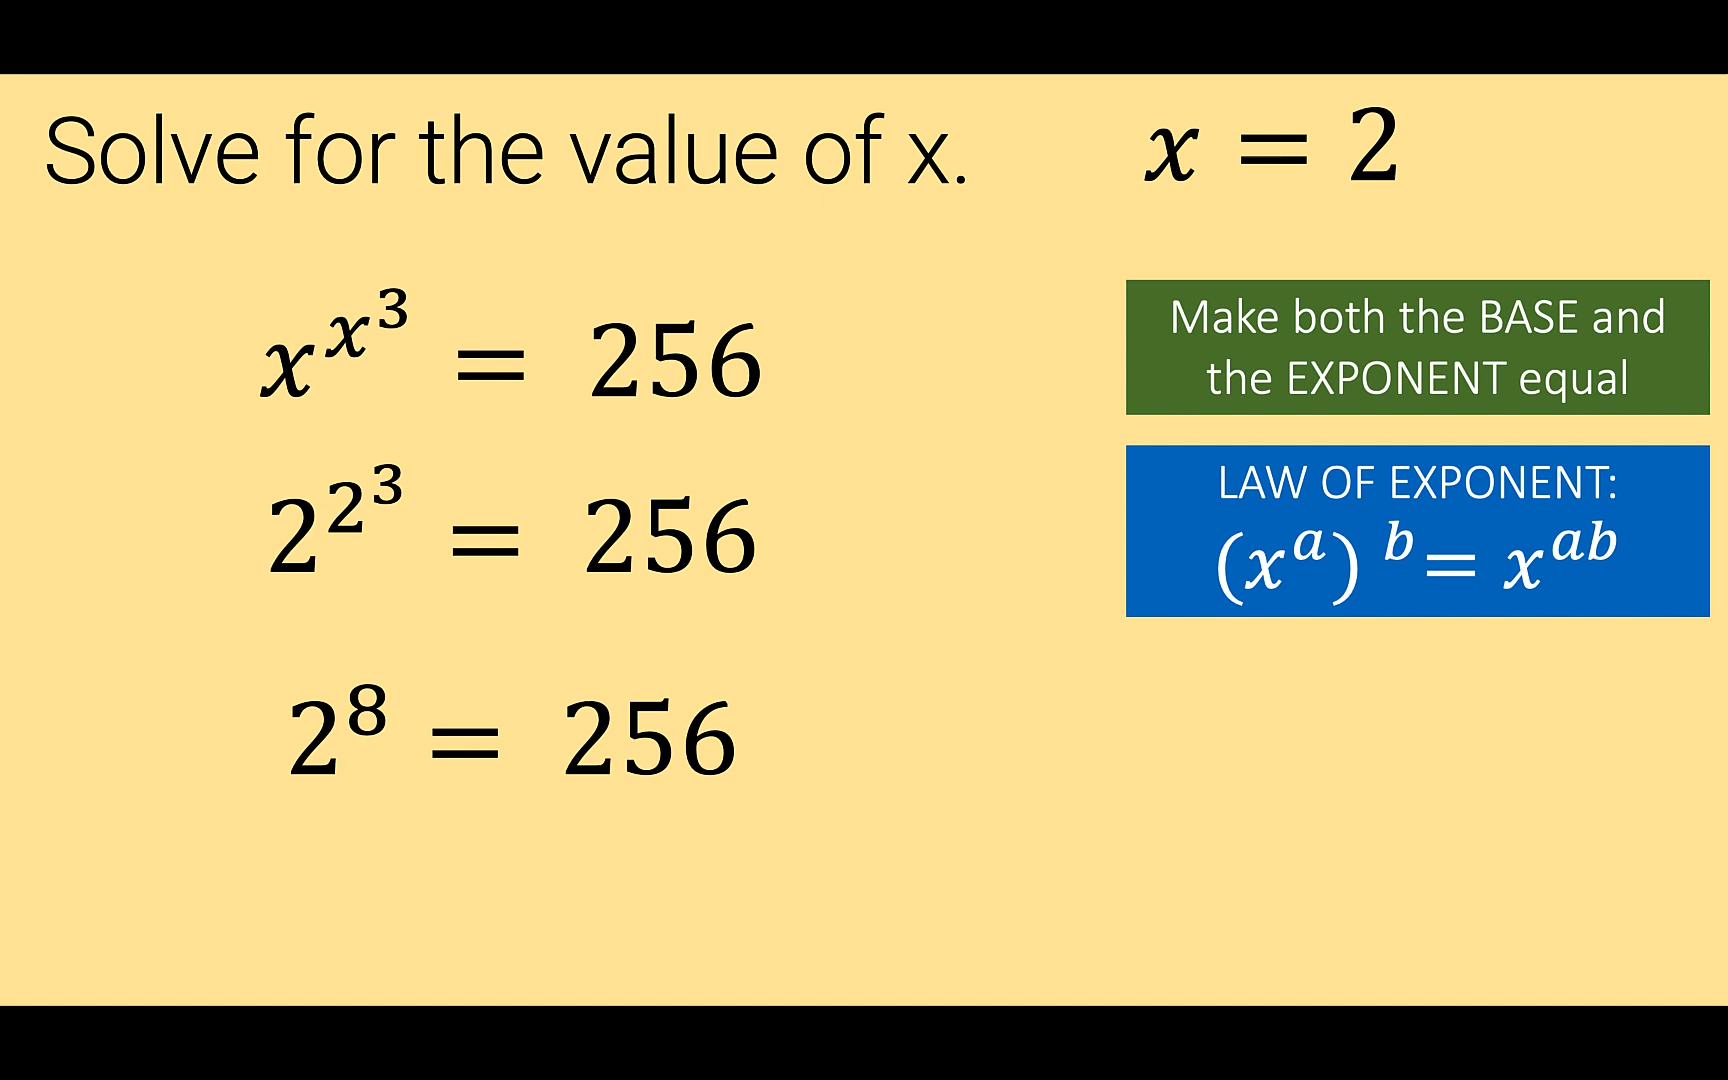 Solve for the value of x.
x = 2
x^{x^3} = 256
2^{2^3} = 256
2^8 = 256
Make both the BASE and
the EXPONENT equal
LAW OF EXPONENT:
(x^a)^b = x^{ab}